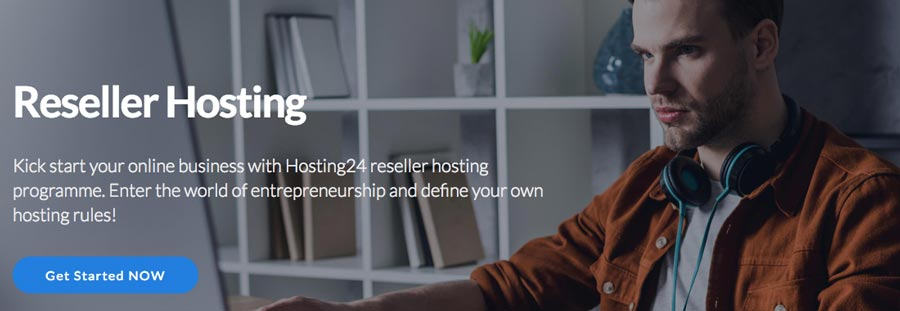 Reseller Hosting
Kick start your online business with Hosting24 reseller hosting
programme. Enter the world of entrepreneurship and define your own
hosting rules!
Get Started NOW